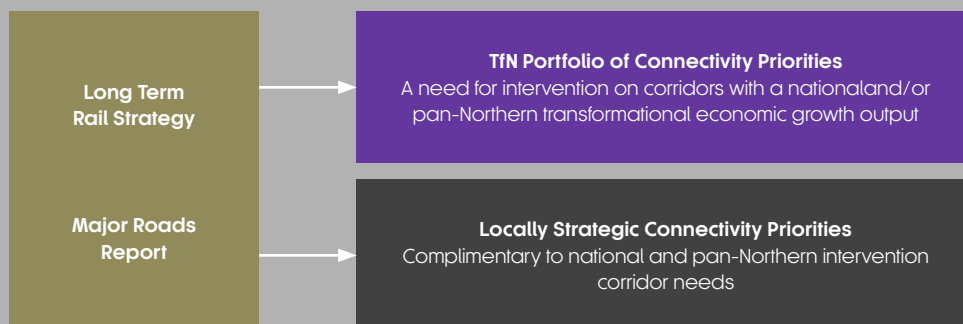 Long Term
Rail Strategy
Major Roads
Report
TfN Portfolio of Connectivity Priorities
A need for intervention on corridors with a nationaland/or
pan-Northern transformational economic growth output
Locally Strategic Connectivity Priorities
Complimentary to national and pan-Northern intervention
corridor needs